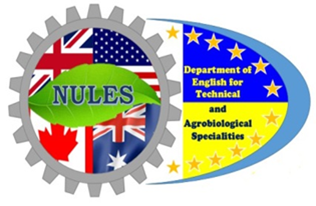 NULES
Department of
English for
Technical
and
Agrobiological
Specialities